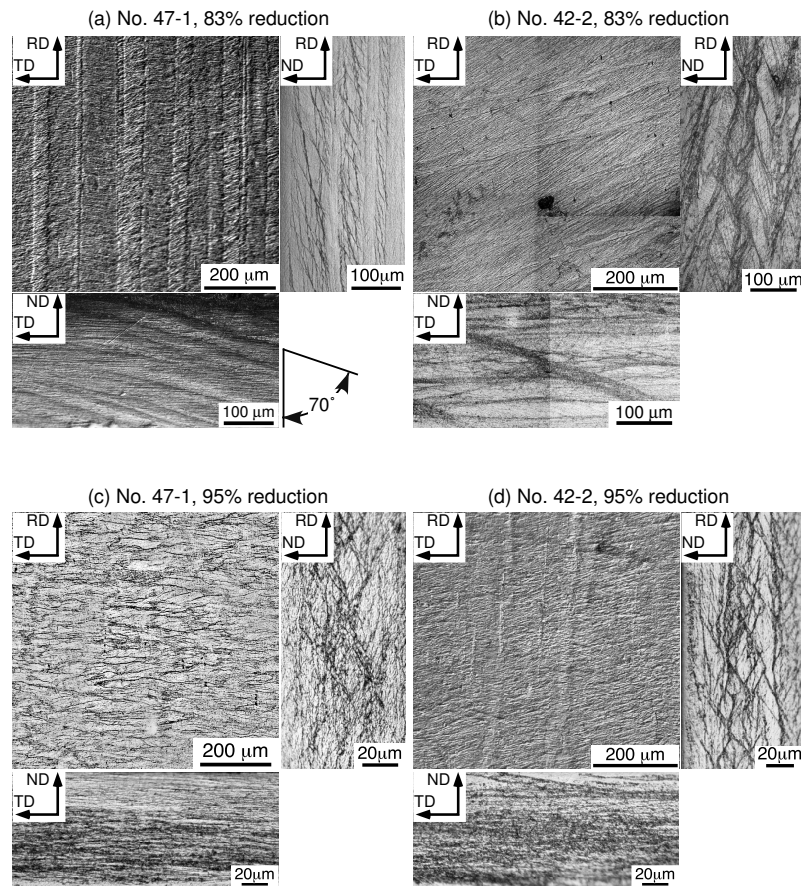 (a) No. 47-1, 83% reduction
RD
TD
200 μm
RD
ND
100μm
ND
TD
100 μm
70°
(b) No. 42-2, 83% reduction
RD
TD
200 μm
RD
ND
100 μm
ND
TD
100 μm
(c) No. 47-1, 95% reduction
RD
TD
200 μm
RD
ND
20μm
ND
TD
20μm
(d) No. 42-2, 95% reduction
RD
TD
200 μm
RD
ND
20μm
ND
TD
20μm